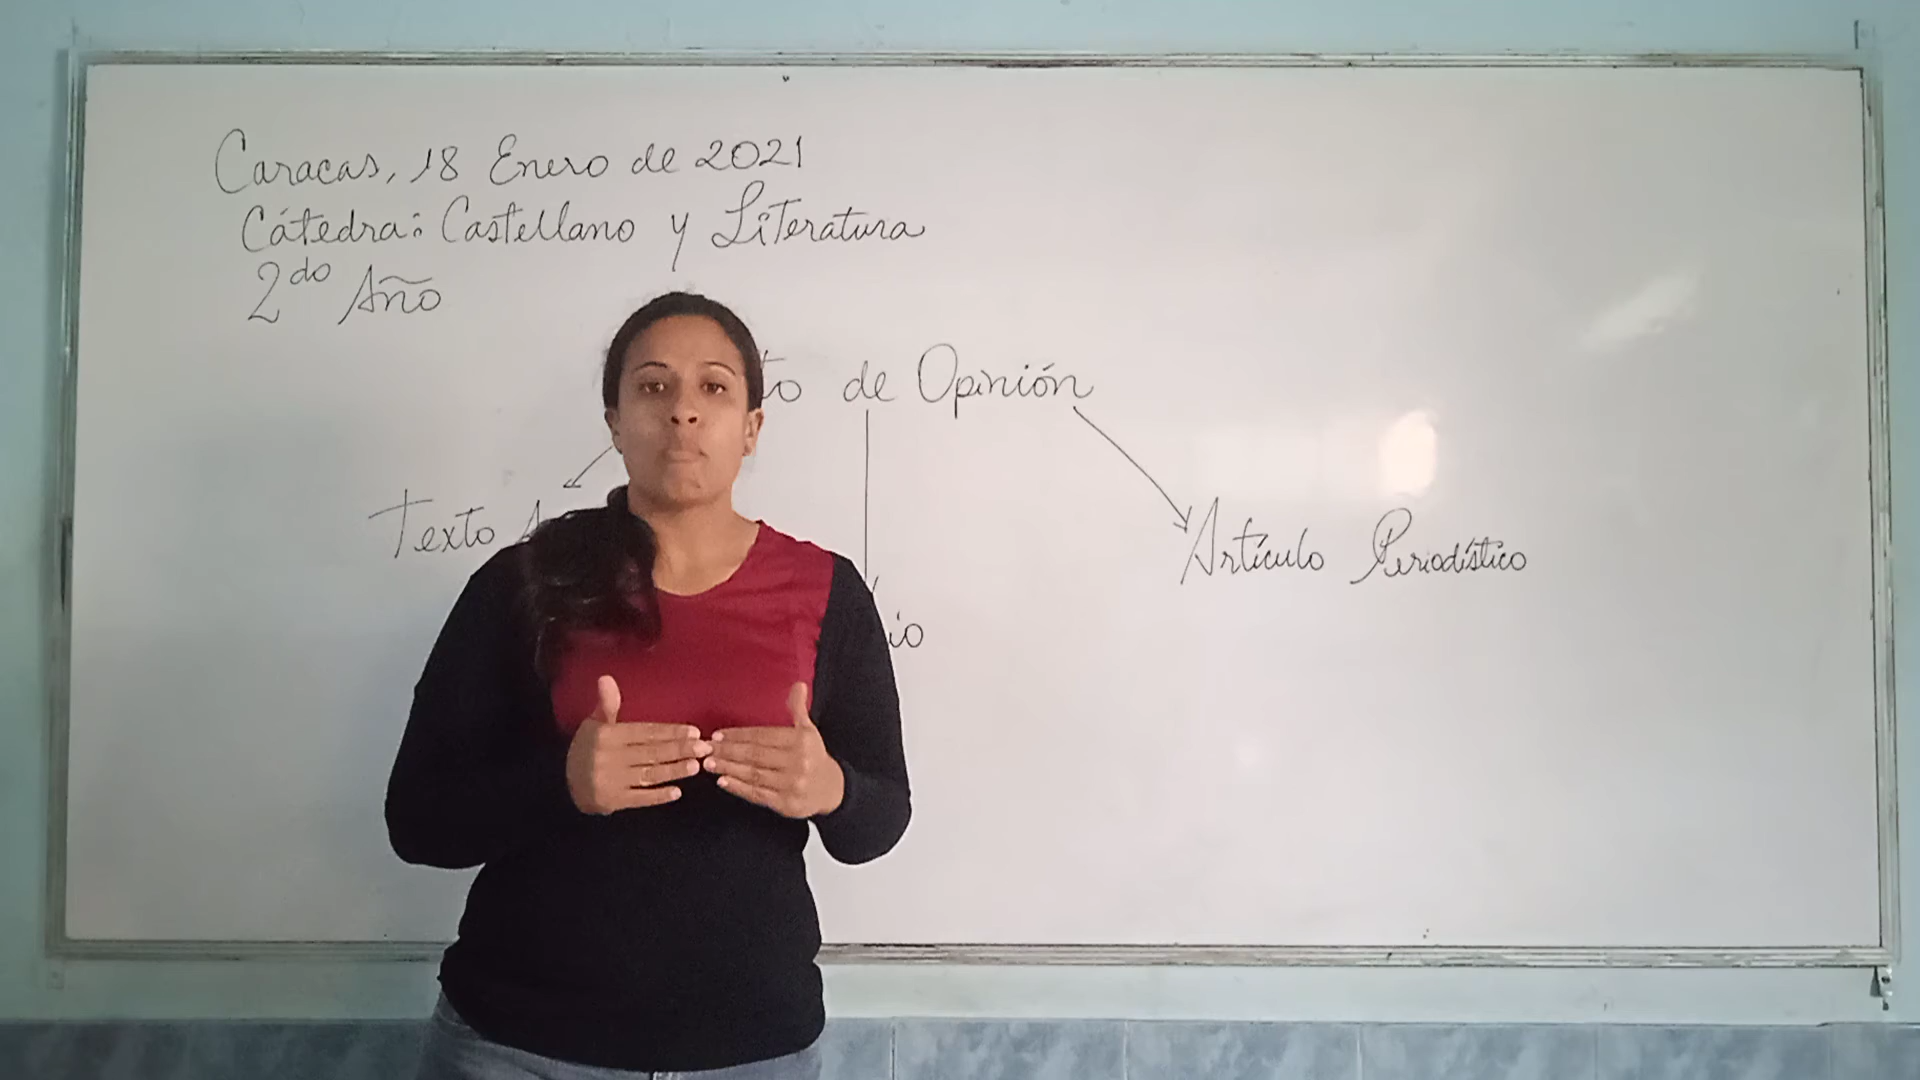 Caracas, 18 Enero de 2021
Cátedra: Castellano y Literatura
2do Año
de Opinión
Texto
Artículo Periodístico